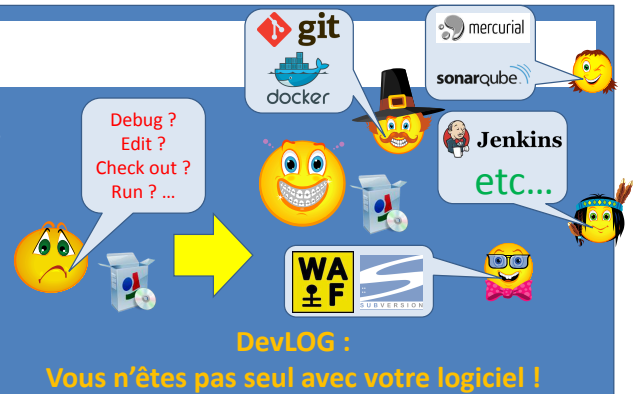 git
docker
mercurial
sonarqube
Debug ?
Edit ?
Check out ?
Run ? ...
Jenkins
etc...
WAF
SUBVERSION
DevLOG :
Vous n'êtes pas seul avec votre logiciel !